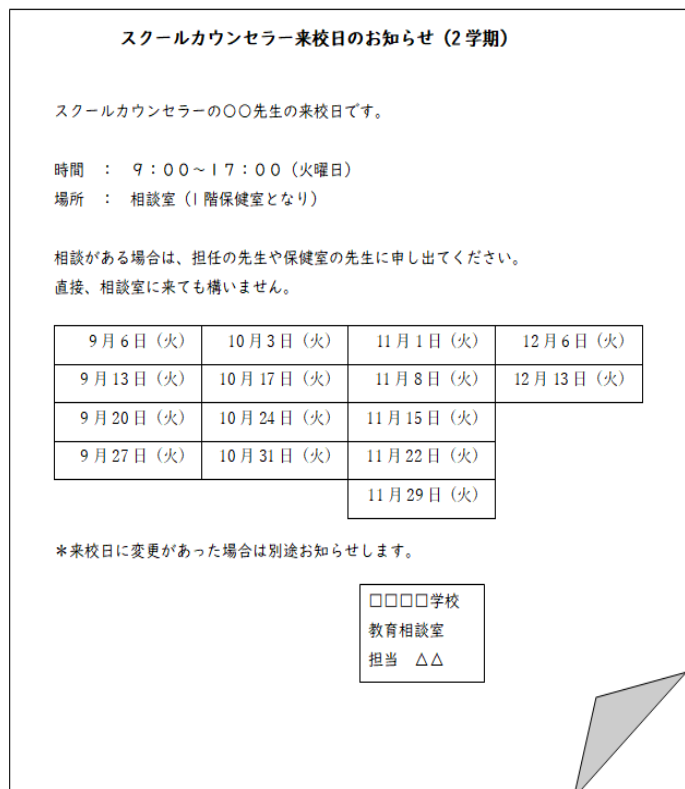 スクールカウンセラー来校日のお知らせ（2学期）
スクールカウンセラーの〇〇先生の来校日です。
時間　：　９：００～１７：００（火曜日）
場所　：　相談室（1階保健室となり）
相談がある場合は、担任の先生や保健室の先生に申し出てください。
直接、相談室に来ても構いません。
9月6日（火）　10月3日（火）　11月1日（火）　12月6日（火）
9月13日（火）　10月17日（火）　11月8日（火）　12月13日（火）
9月20日（火）　10月24日（火）　11月15日（火）
9月27日（火）　10月31日（火）　11月22日（火）
11月29日（火）
＊来校日に変更があった場合は別途お知らせします。
□□□□学校
教育相談室
担当　△△